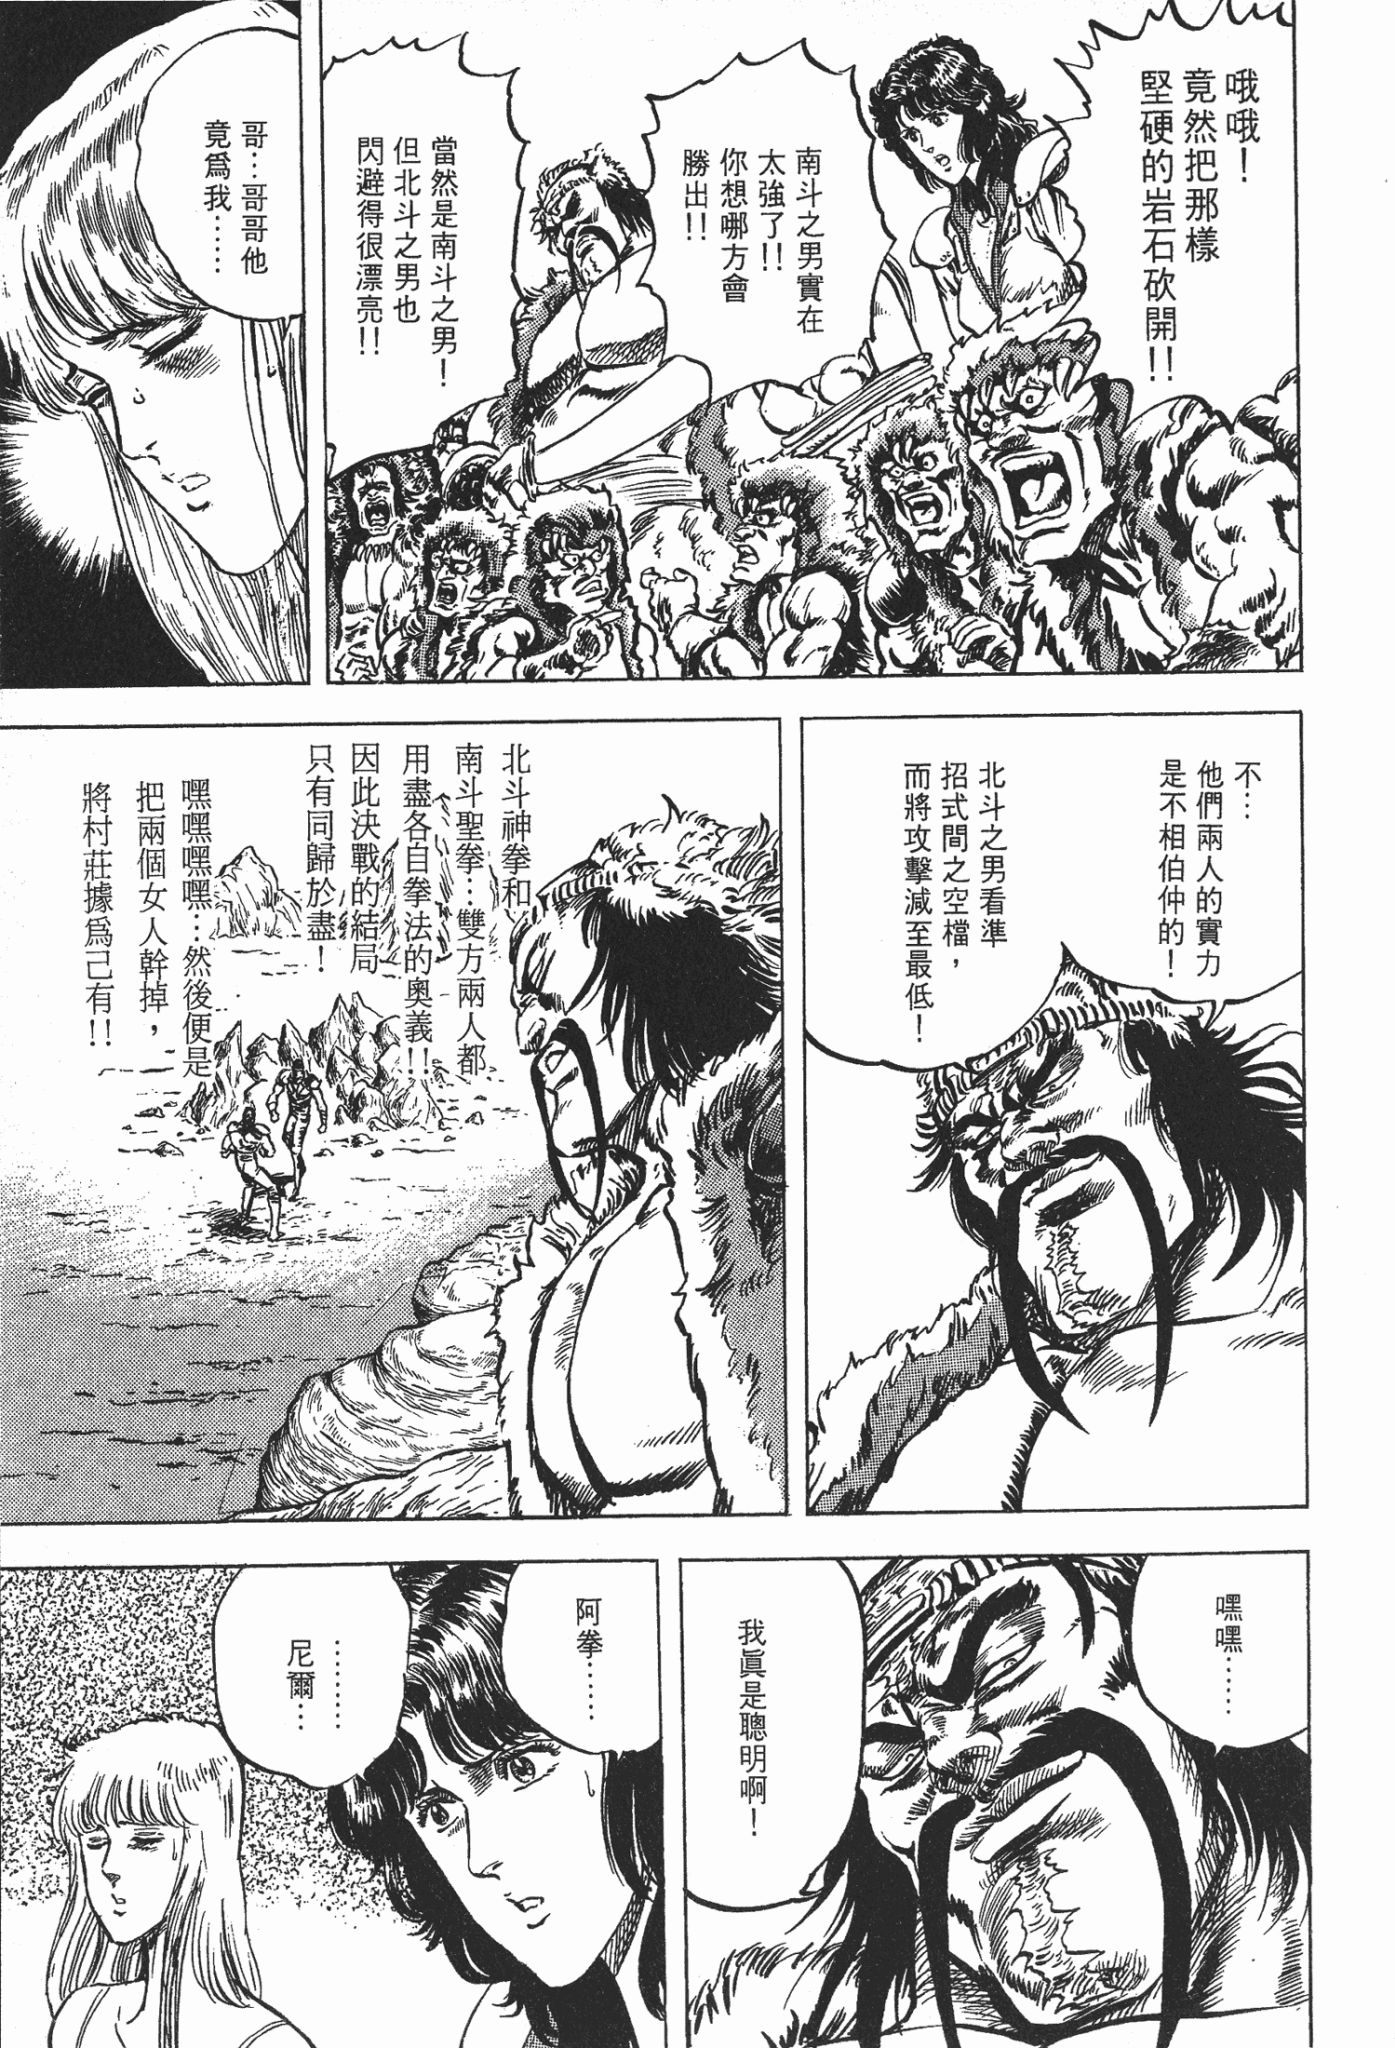 哦哦！
竟然把那樣
堅硬的岩石砍開!!
南斗之男實在
太強了!!
你想哪方會
勝出!!
當然是南斗之男！
但北斗之男也
閃避得很漂亮!!
哥…哥哥他
竟爲我……
不…
他們兩人的實力
是不相伯仲的！
北斗之男看準
招式間之空檔，
而將攻擊減至最低！
北斗神拳和
南斗聖拳…雙方兩人都
用盡各自拳法的奧義!!
因此決戰的結局
只有同歸於盡！
嘿嘿嘿嘿…然後便是
把兩個女人幹掉，
將村莊據爲己有!!
嘿嘿……
我眞是聰明啊！
阿拳……
………
尼爾…